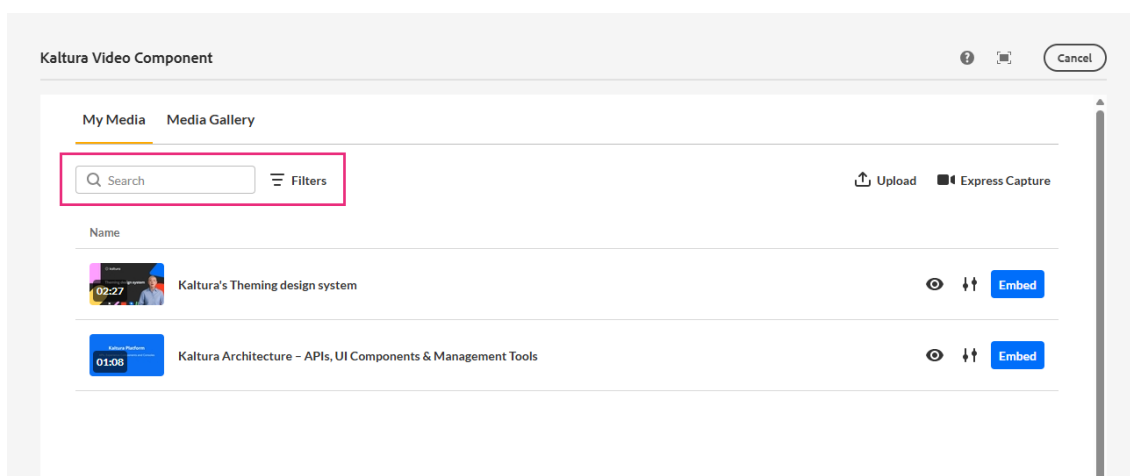 Kaltura Video Component
Cancel
My Media Media Gallery
Search Filters Upload Express Capture
Name
02:27 Kaltura's Theming design system Embed
Kaltura Platform
01:08 Kaltura Architecture – APIs, UI Components & Management Tools Embed